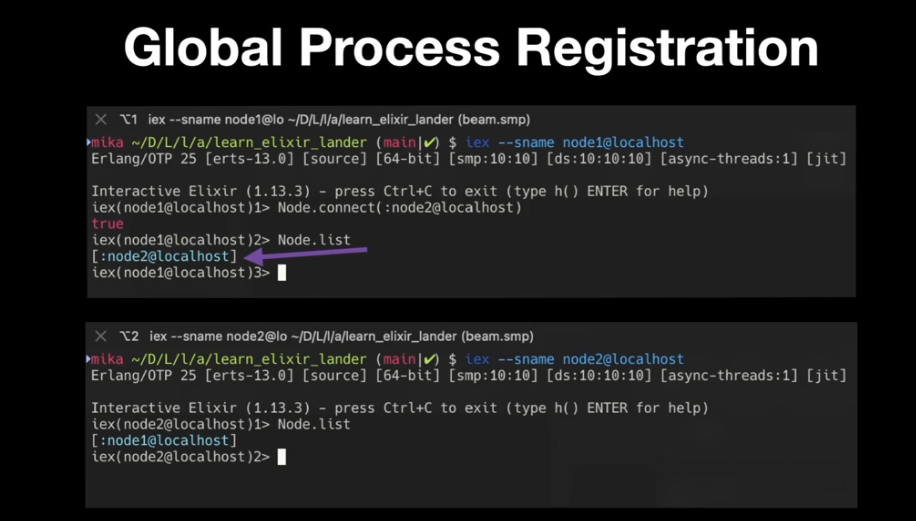 Global Process Registration
⌥1 iex --sname node1@lo ~/D/L/l/a/learn_elixir_lander (beam.smp)
mika ~/D/L/l/a/learn_elixir_lander (main|✔) $ iex --sname node1@localhost
Erlang/OTP 25 [erts-13.0] [source] [64-bit] [smp:10:10] [ds:10:10:10] [async-threads:1] [jit]
Interactive Elixir (1.13.3) – press Ctrl+C to exit (type h() ENTER for help)
iex(node1@localhost)1> Node.connect(:node2@localhost)
true
iex(node1@localhost)2> Node.list
[:node2@localhost]
iex(node1@localhost)3>
⌥2 iex --sname node2@lo ~/D/L/l/a/learn_elixir_lander (beam.smp)
mika ~/D/L/l/a/learn_elixir_lander (main|✔) $ iex --sname node2@localhost
Erlang/OTP 25 [erts-13.0] [source] [64-bit] [smp:10:10] [ds:10:10:10] [async-threads:1] [jit]
Interactive Elixir (1.13.3) – press Ctrl+C to exit (type h() ENTER for help)
iex(node2@localhost)1> Node.list
[:node1@localhost]
iex(node2@localhost)2>